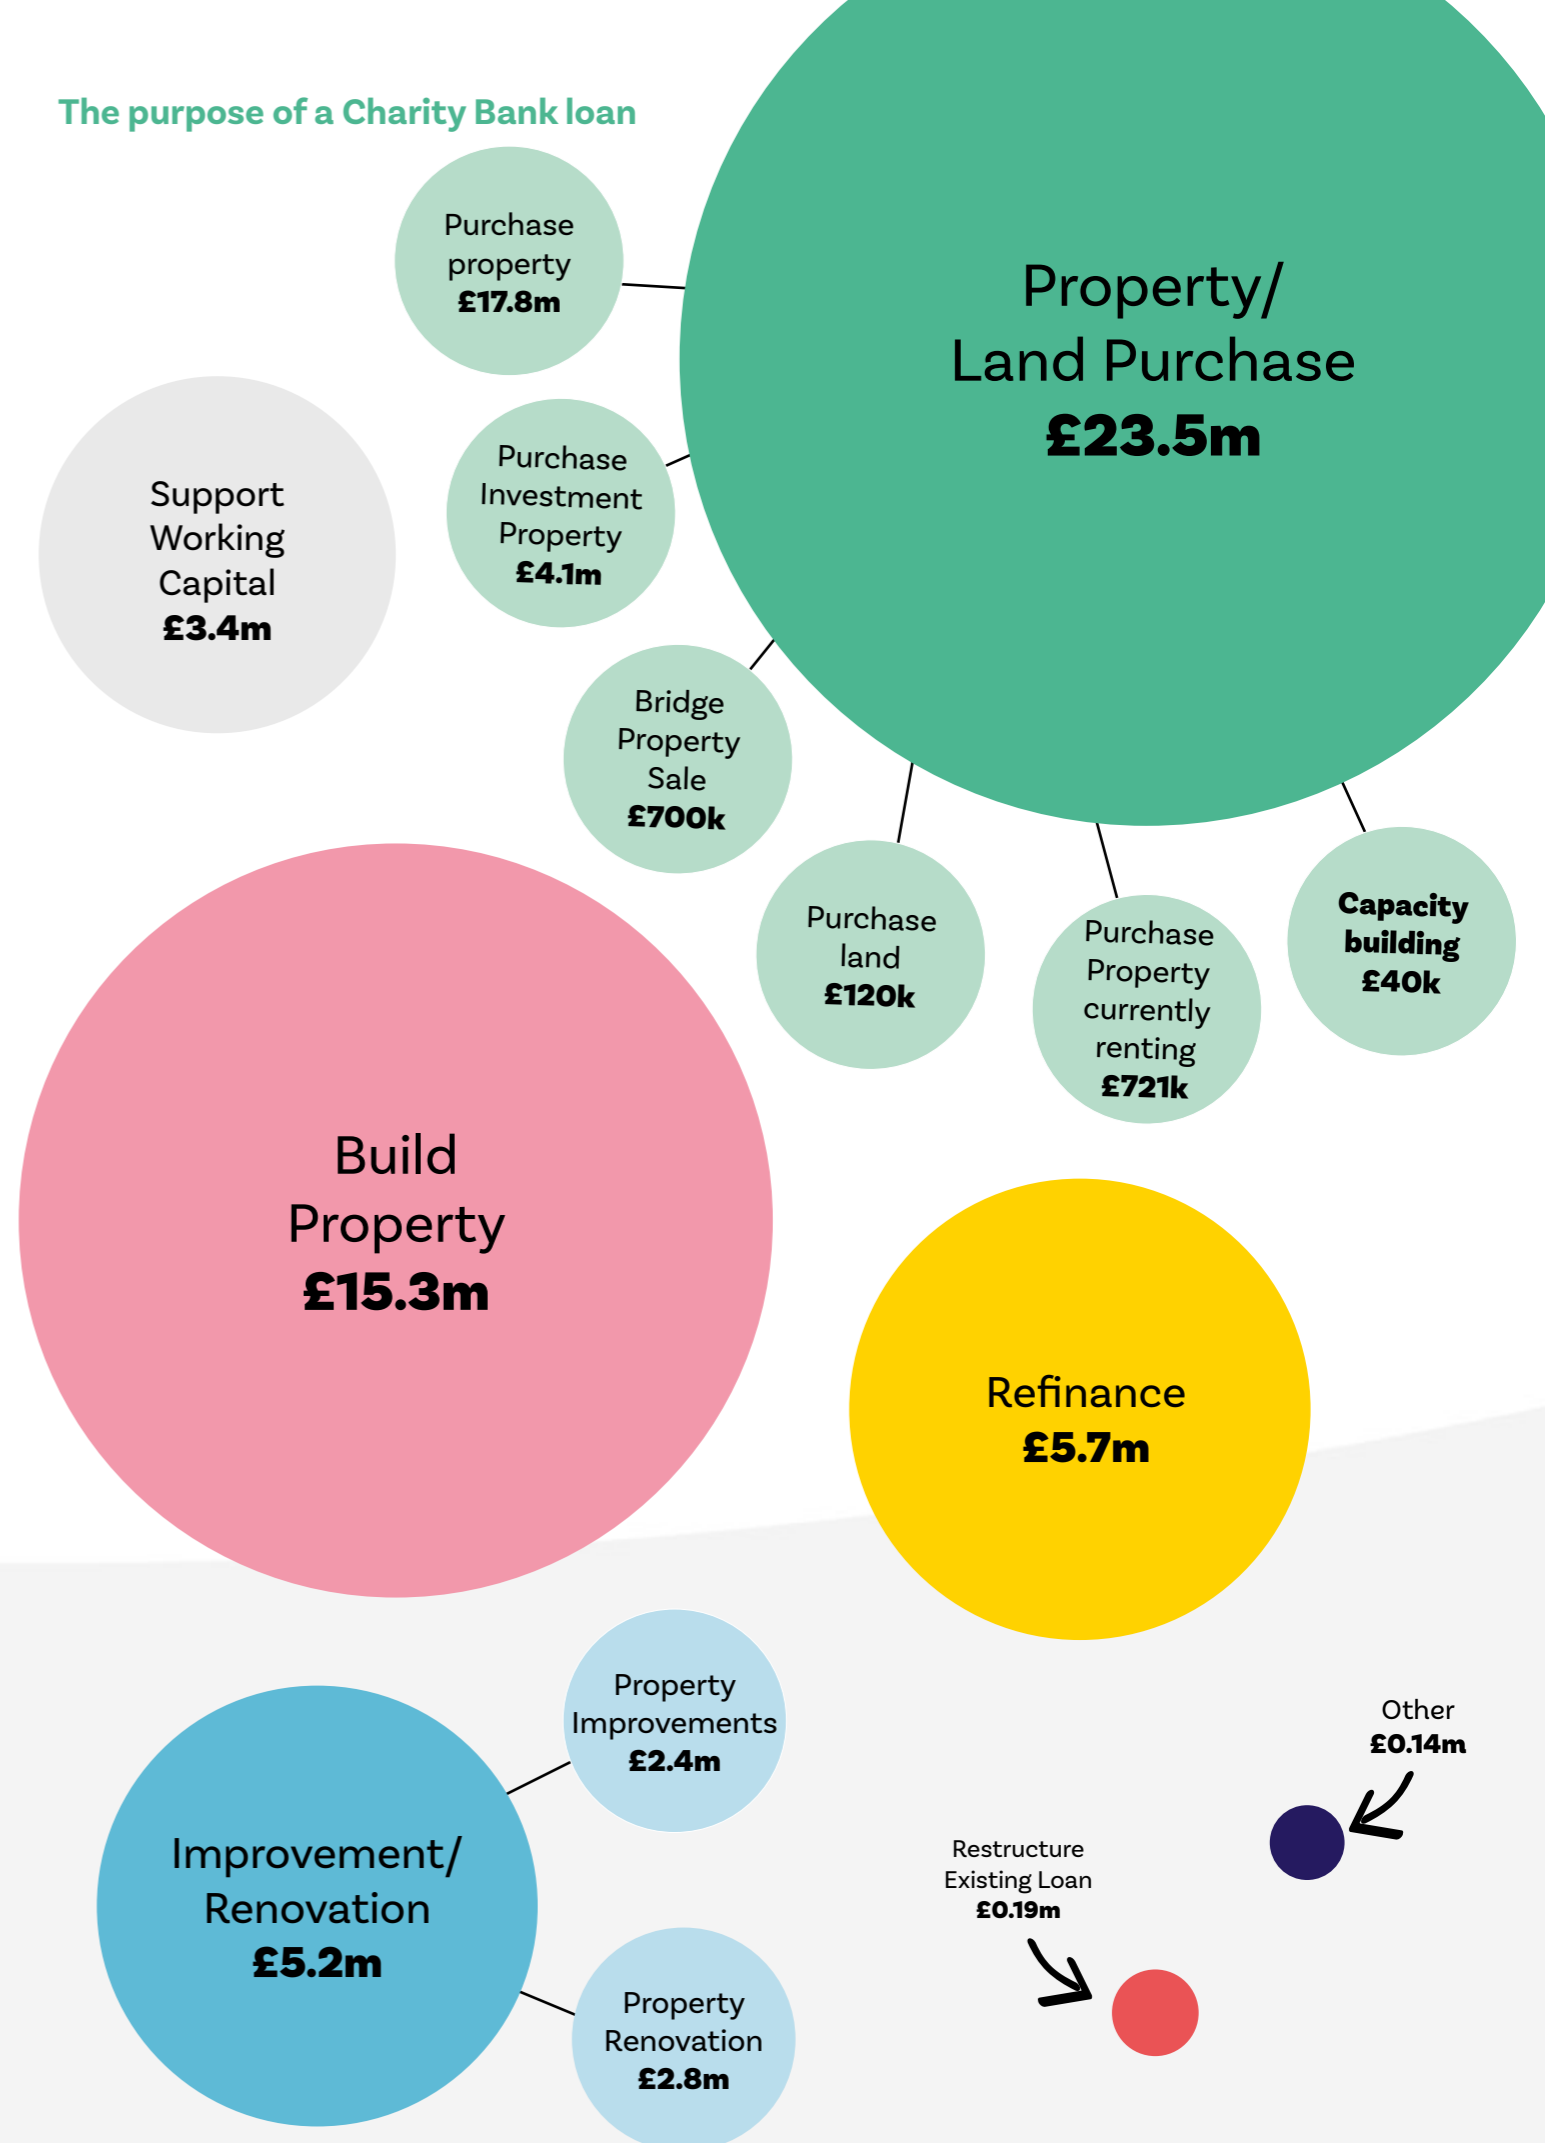 The purpose of a Charity Bank loan
Property/
Land Purchase
£23.5m
Purchase
property
£17.8m
Purchase
Investment
Property
£4.1m
Support
Working
Capital
£3.4m
Bridge
Property
Sale
£700k
Purchase
land
£120k
Purchase
Property
currently
renting
£721k
Capacity
building
£40k
Build
Property
£15.3m
Refinance
£5.7m
Property
Improvements
£2.4m
Improvement/
Renovation
£5.2m
Property
Renovation
£2.8m
Other
£0.14m
Restructure
Existing Loan
£0.19m